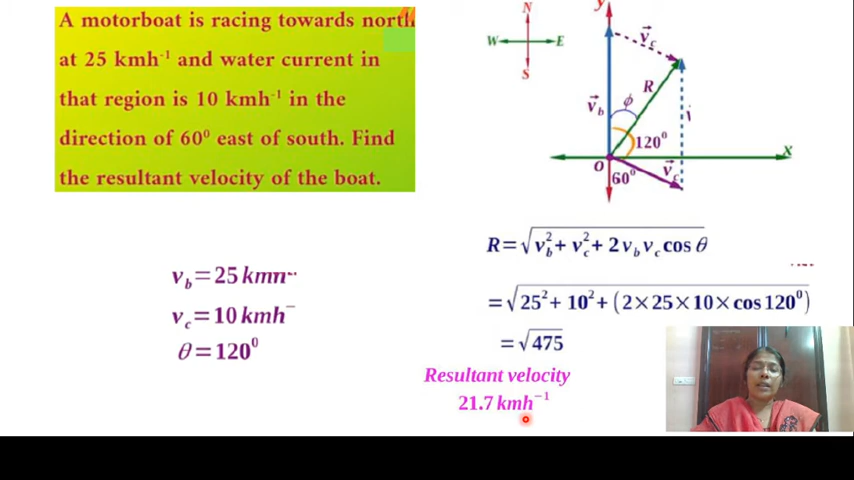 A motorboat is racing towards north
at 25 kmh⁻¹ and water current in
that region is 10 kmh⁻¹ in the
direction of 60⁰ east of south. Find
the resultant velocity of the boat.
N
W
E
S
y
v⃗c
R
v⃗b
ϕ
120⁰
x
O
60⁰
v⃗c
R=√(v_b²+ v_c²+ 2 v_b v_c cos θ)
v_b=25 km
=√(25²+ 10²+ (2×25×10×cos 120⁰))
v_c=10 kmh⁻
=√475
θ=120⁰
Resultant velocity
21.7 kmh⁻¹